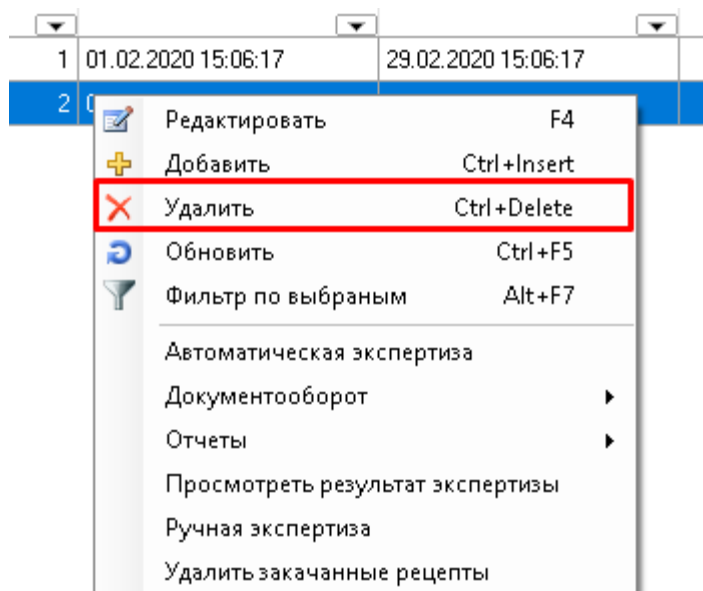 1 01.02.2020 15:06:17 29.02.2020 15:06:17
2 0
Редактировать F4
Добавить Ctrl+Insert
Удалить Ctrl+Delete
Обновить Ctrl+F5
Фильтр по выбраным Alt+F7
Автоматическая экспертиза
Документооборот
Отчеты
Просмотреть результат экспертизы
Ручная экспертиза
Удалить закачанные рецепты